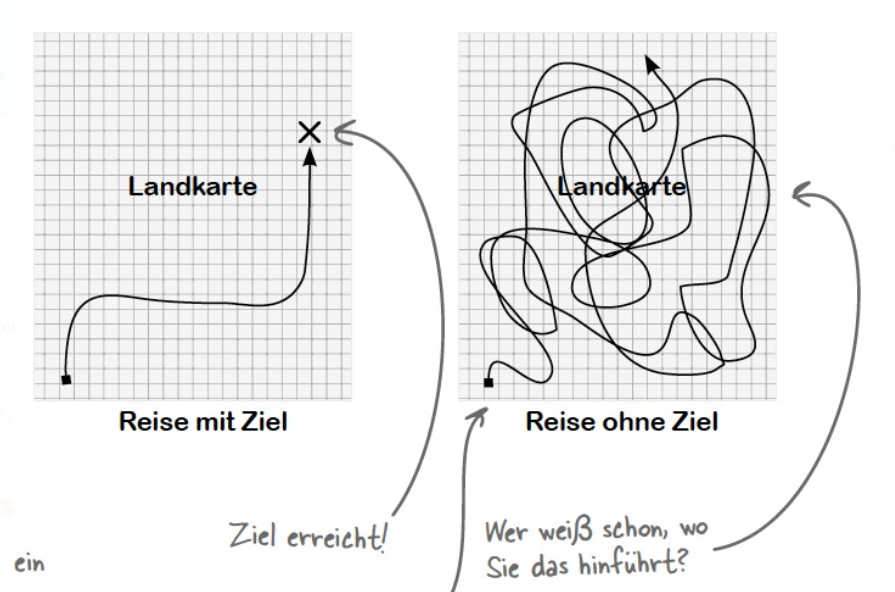 Landkarte
Landkarte
Reise mit Ziel
Reise ohne Ziel
Ziel erreicht!
Wer weiß schon, wo
Sie das hinführt?
ein